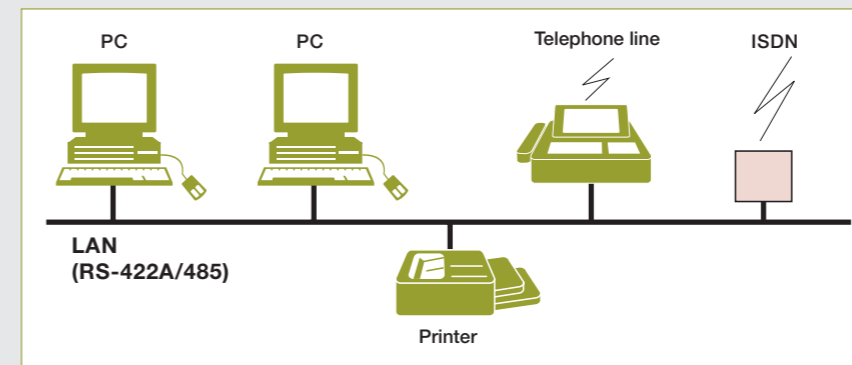 PC
PC
Telephone line
ISDN
LAN
(RS-422A/485)
Printer